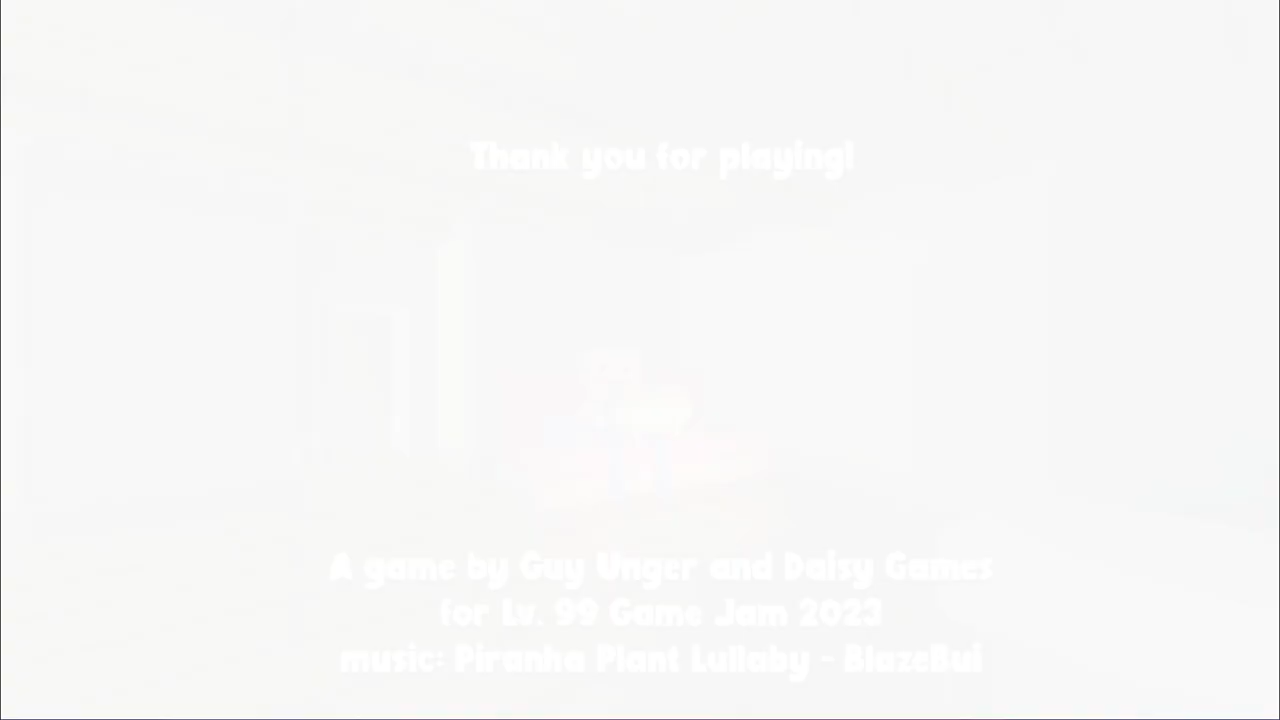 Thank you for playing!
A game by Guy Unger and Daisy Games
for Lv. 99 Game Jam 2023
music: Piranha Plant Lullaby - BlazeBui